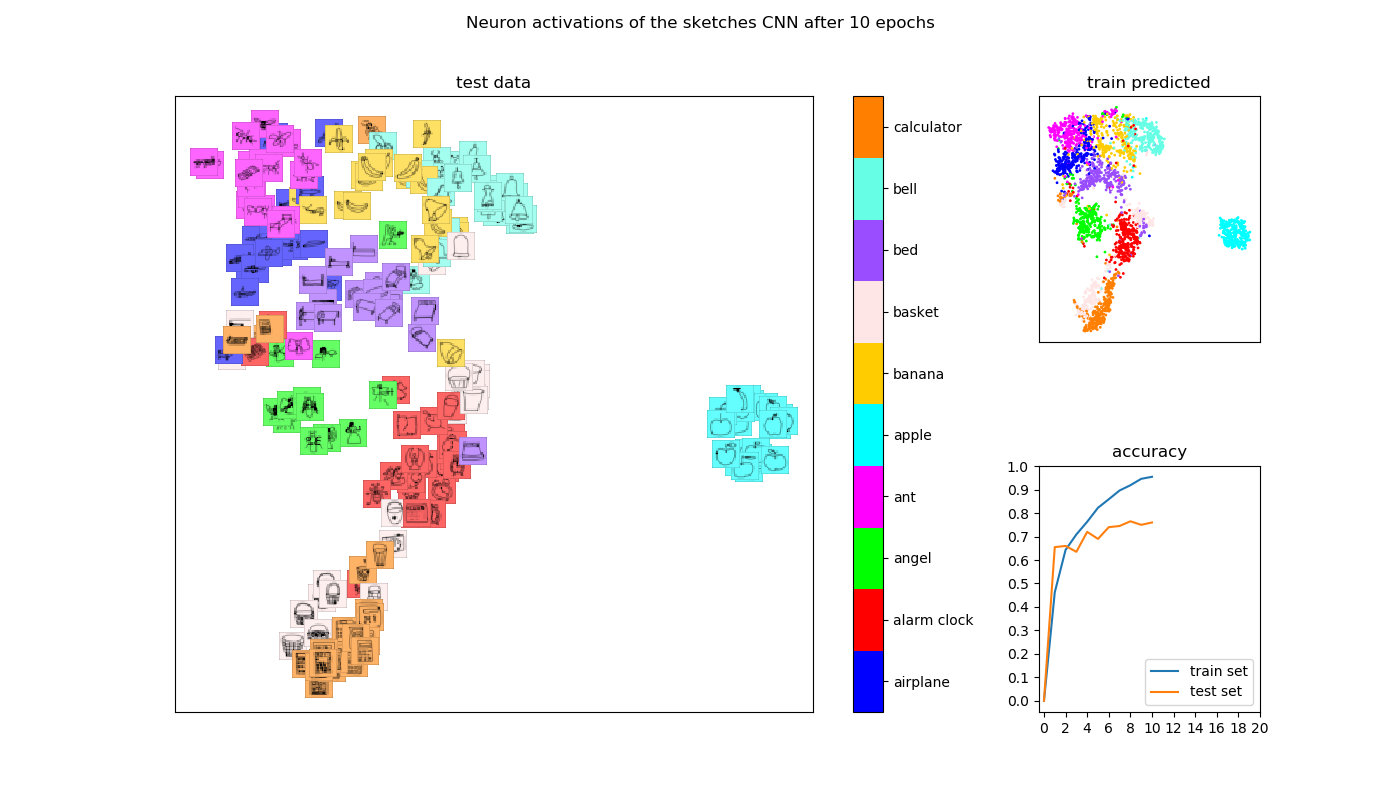 Neuron activations of the sketches CNN after 10 epochs
test data
calculator
bell
bed
basket
banana
apple
ant
angel
alarm clock
airplane
train predicted
accuracy
1.0
0.9
0.8
0.7
0.6
0.5
0.4
0.3
0.2
0.1
0.0
train set
test set
0 2 4 6 8 10 12 14 16 18 20